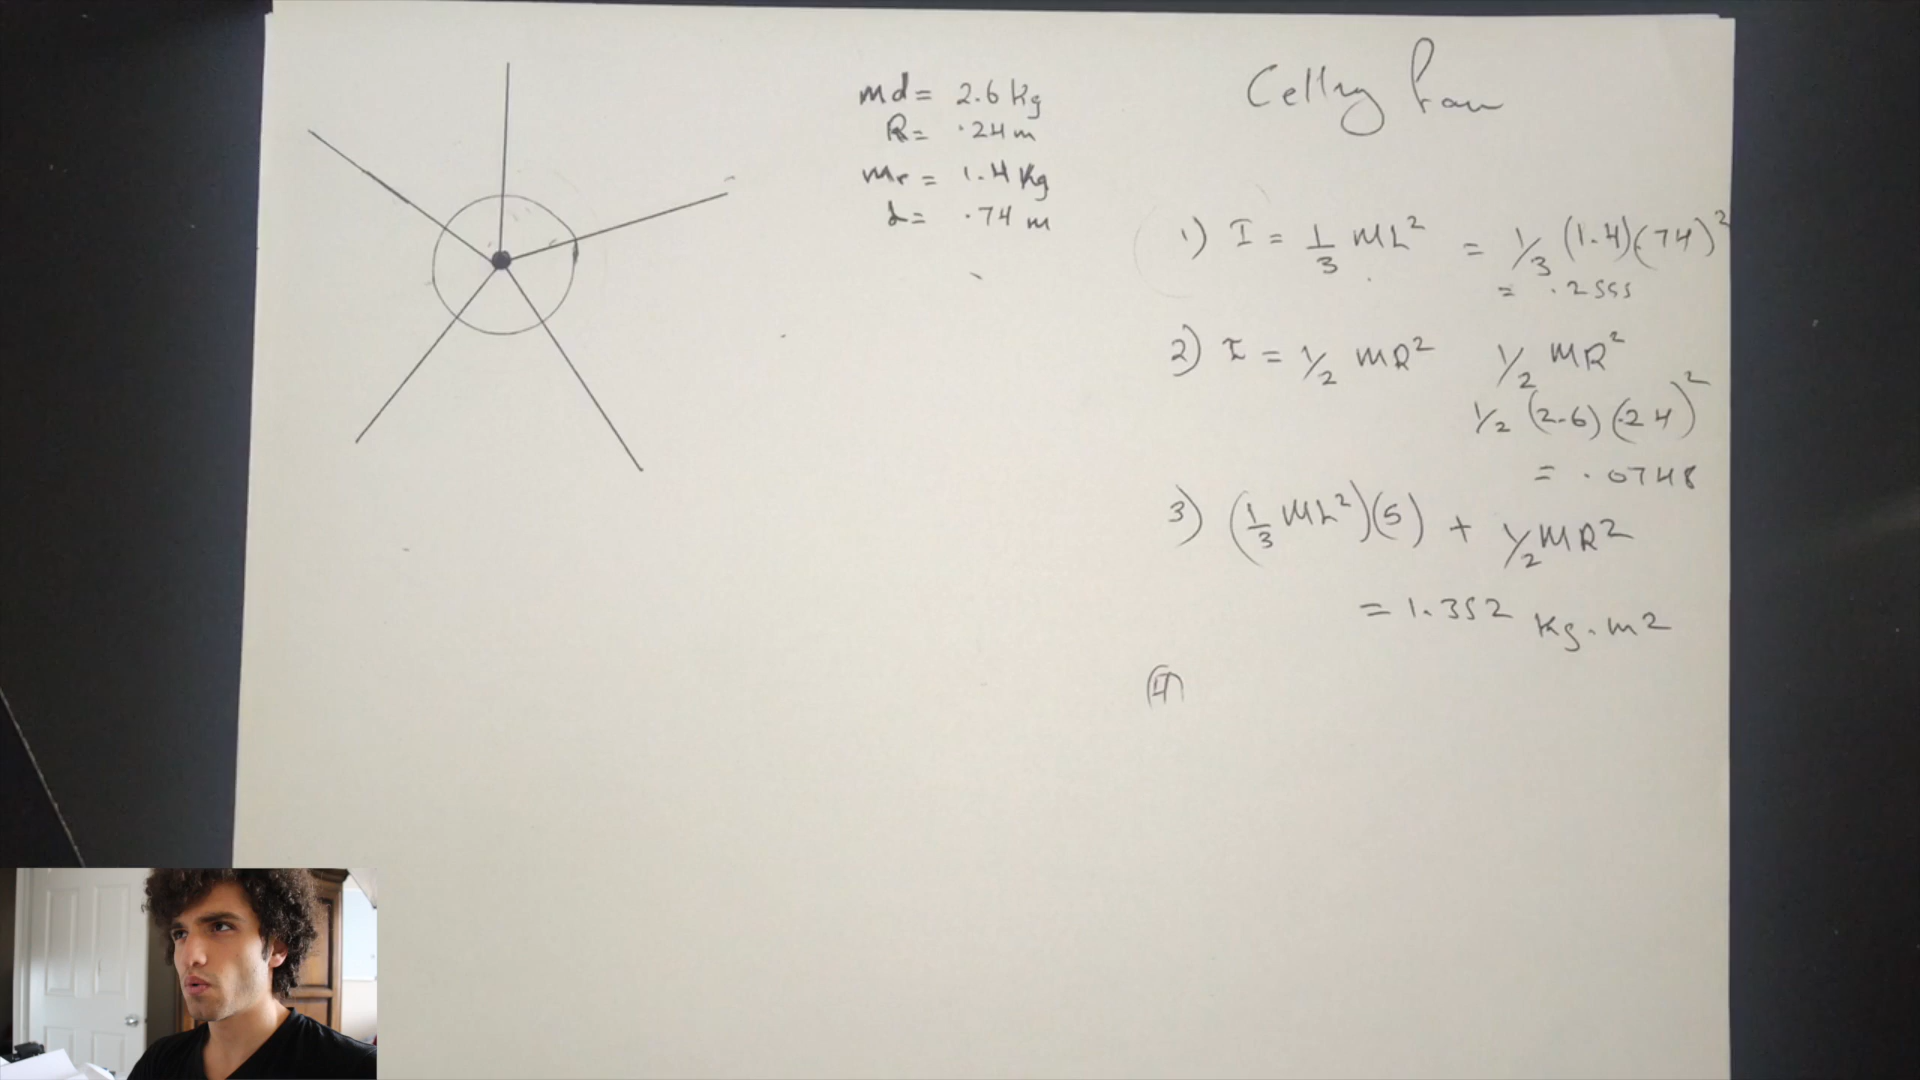 md = 2.6 Kg
R = .24 m
mr = 1.4 Kg
L = .74 m
Celling Fan
1) I = 1/3 ML² = 1/3 (1.4)(.74)²
= .2555
2) I = 1/2 MR² 1/2 MR²
1/2 (2.6)(.24)²
= .0748
3) (1/3 ML²)(5) + 1/2 MR²
= 1.352 Kg.m²
4